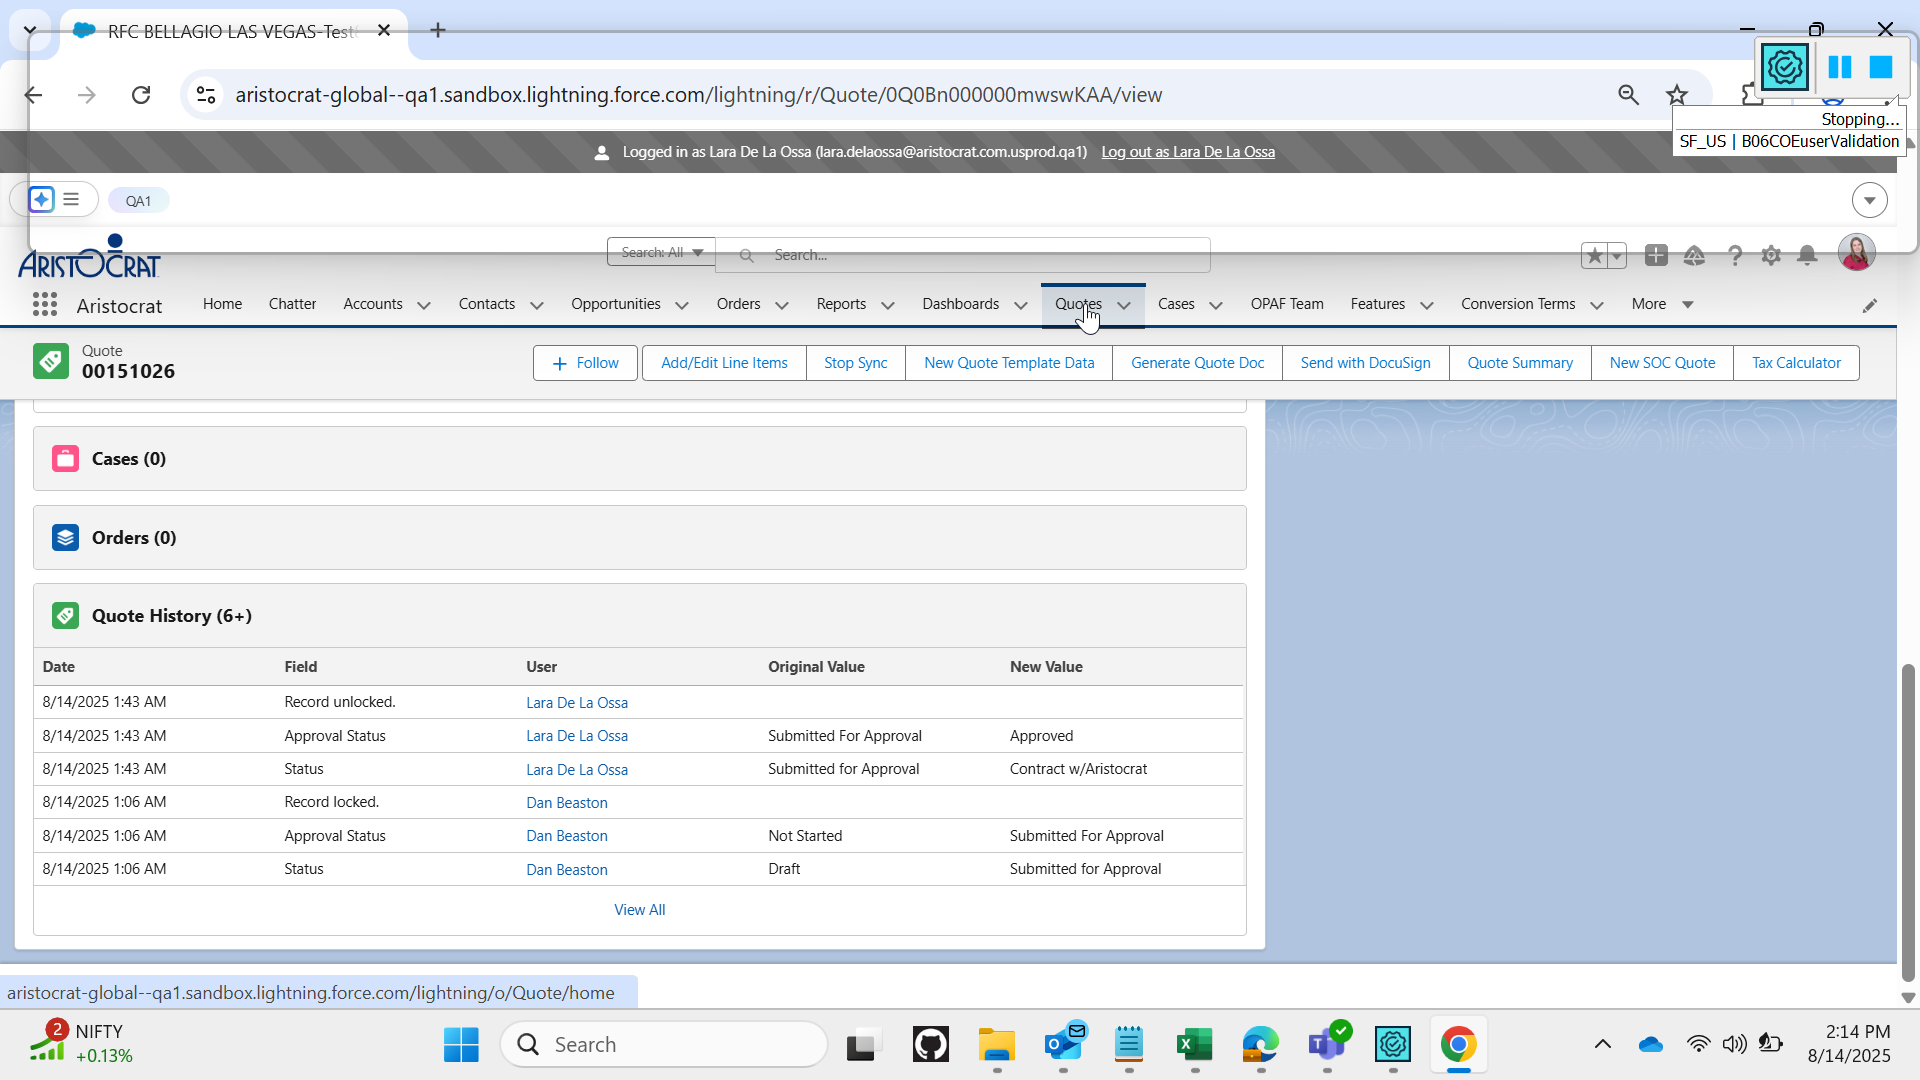 RFC BELLAGIO LAS VEGAS-Test
aristocrat-global--qa1.sandbox.lightning.force.com/lightning/r/Quote/0Q0Bn000000mwswKAA/view
Stopping...
SF_US | B06COEuserValidation
Logged in as Lara De La Ossa (lara.delaossa@aristocrat.com.usprod.qa1) Log out as Lara De La Ossa
QA1
ARISTOCRAT
Search: All
Search...
Aristocrat
Home Chatter Accounts Contacts Opportunities Orders Reports Dashboards Quotes Cases OPAF Team Features Conversion Terms More
Quote
00151026
Follow Add/Edit Line Items Stop Sync New Quote Template Data Generate Quote Doc Send with DocuSign Quote Summary New SOC Quote Tax Calculator
Cases (0)
Orders (0)
Quote History (6+)
Date Field User Original Value New Value
8/14/2025 1:43 AM Record unlocked. Lara De La Ossa
8/14/2025 1:43 AM Approval Status Lara De La Ossa Submitted For Approval Approved
8/14/2025 1:43 AM Status Lara De La Ossa Submitted for Approval Contract w/Aristocrat
8/14/2025 1:06 AM Record locked. Dan Beaston
8/14/2025 1:06 AM Approval Status Dan Beaston Not Started Submitted For Approval
8/14/2025 1:06 AM Status Dan Beaston Draft Submitted for Approval
View All
aristocrat-global--qa1.sandbox.lightning.force.com/lightning/o/Quote/home
2
NIFTY
+0.13%
Search
2:14 PM
8/14/2025